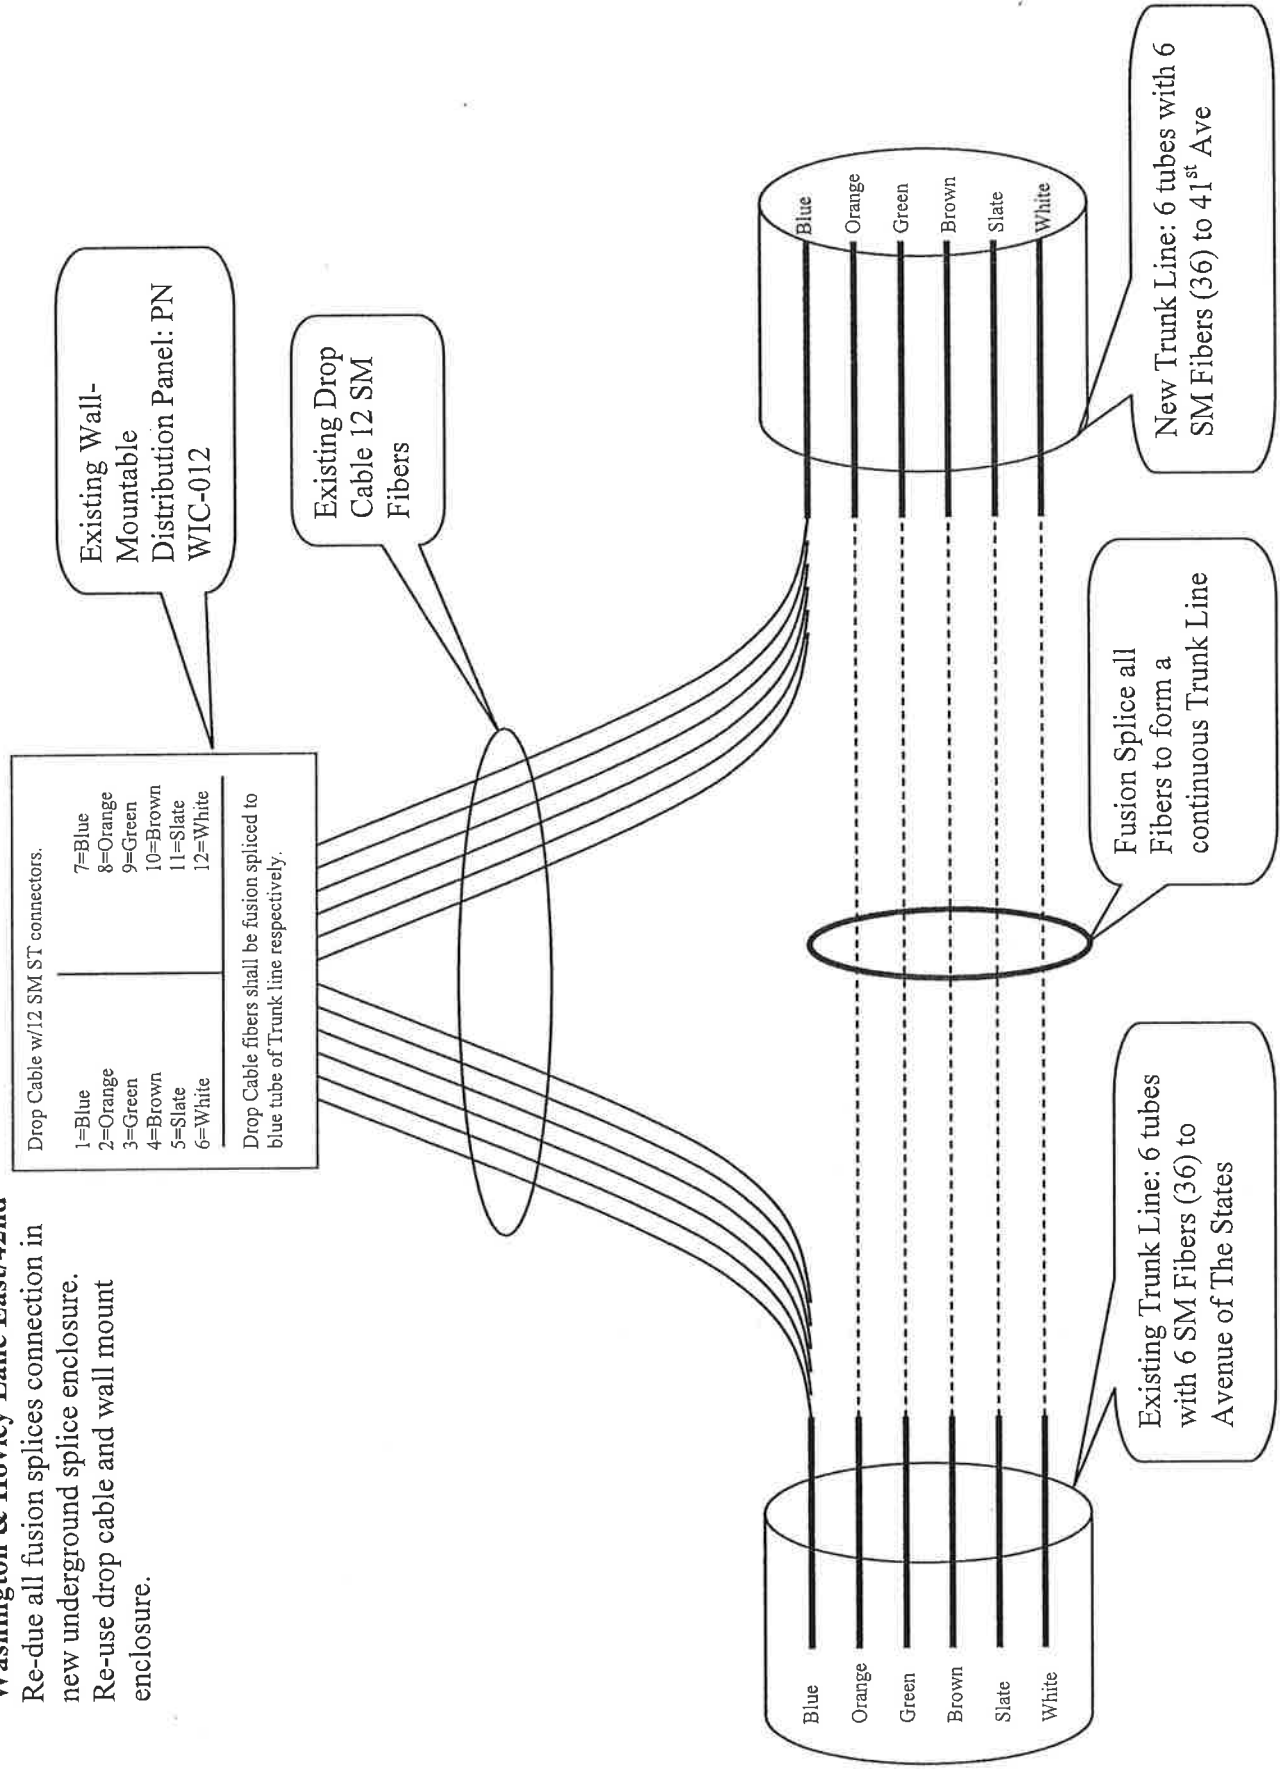 Washington & Hovley Lane East/42nd
Re-due all fusion splices connection in
new underground splice enclosure.
Re-use drop cable and wall mount
enclosure.
Drop Cable w/12 SM ST connectors.
1=Blue
2=Orange
3=Green
4=Brown
5=Slate
6=White
7=Blue
8=Orange
9=Green
10=Brown
11=Slate
12=White
Drop Cable fibers shall be fusion spliced to
blue tube of Trunk line respectively.
Existing Wall-
Mountable
Distribution Panel: PN
WIC-012
Existing Drop
Cable 12 SM
Fibers
Blue
Orange
Green
Brown
Slate
White
Blue
Orange
Green
Brown
Slate
White
Existing Trunk Line: 6 tubes
with 6 SM Fibers (36) to
Avenue of The States
Fusion Splice all
Fibers to form a
continuous Trunk Line
New Trunk Line: 6 tubes with 6
SM Fibers (36) to 41st Ave